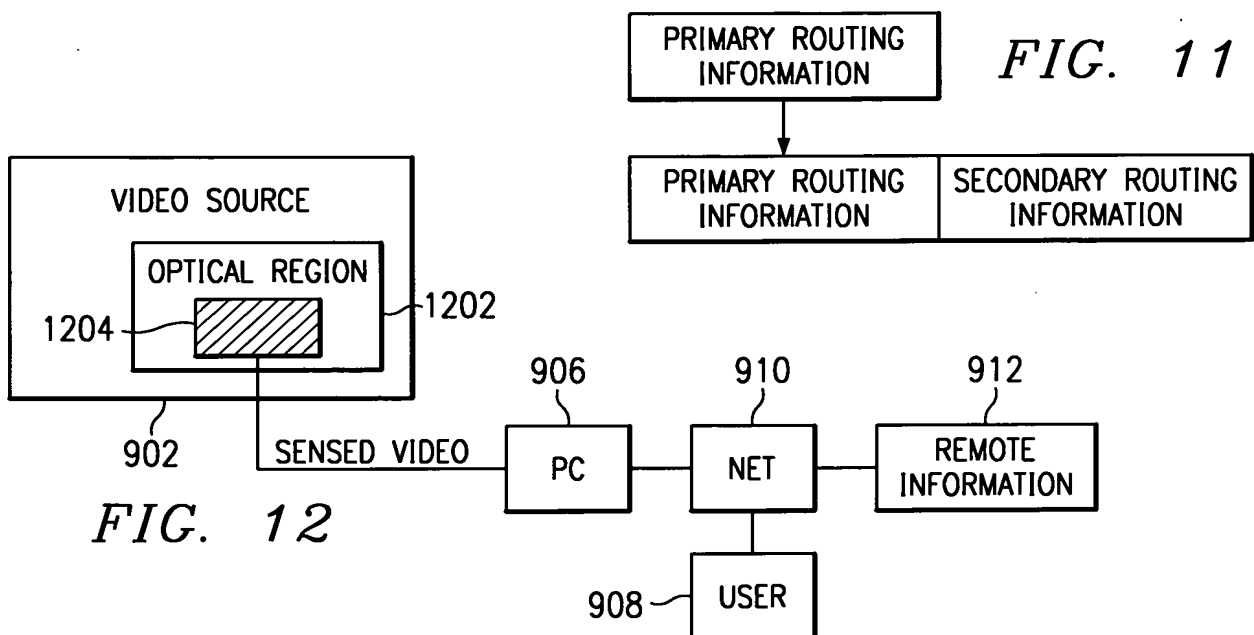 PRIMARY ROUTING
INFORMATION
FIG. 11
PRIMARY ROUTING
INFORMATION
SECONDARY ROUTING
INFORMATION
VIDEO SOURCE
OPTICAL REGION
1204
1202
902
SENSED VIDEO
906
PC
910
NET
912
REMOTE
INFORMATION
908
USER
FIG. 12